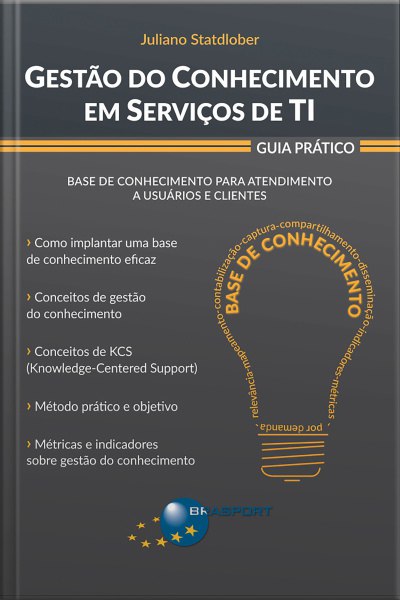 Juliano Statdlober
GESTÃO DO CONHECIMENTO
EM SERVIÇOS DE TI
GUIA PRÁTICO
BASE DE CONHECIMENTO PARA ATENDIMENTO
A USUÁRIOS E CLIENTES
› Como implantar uma base
de conhecimento eficaz
› Conceitos de gestão
do conhecimento
› Conceitos de KCS
(Knowledge-Centered Support)
› Método prático e objetivo
› Métricas e indicadores
sobre gestão do conhecimento
relevância-mapeamento-contabilização-captura-compartilhamento-disseminação-indicadores-métricas
BASE DE CONHECIMENTO
por demanda
BRASPORT